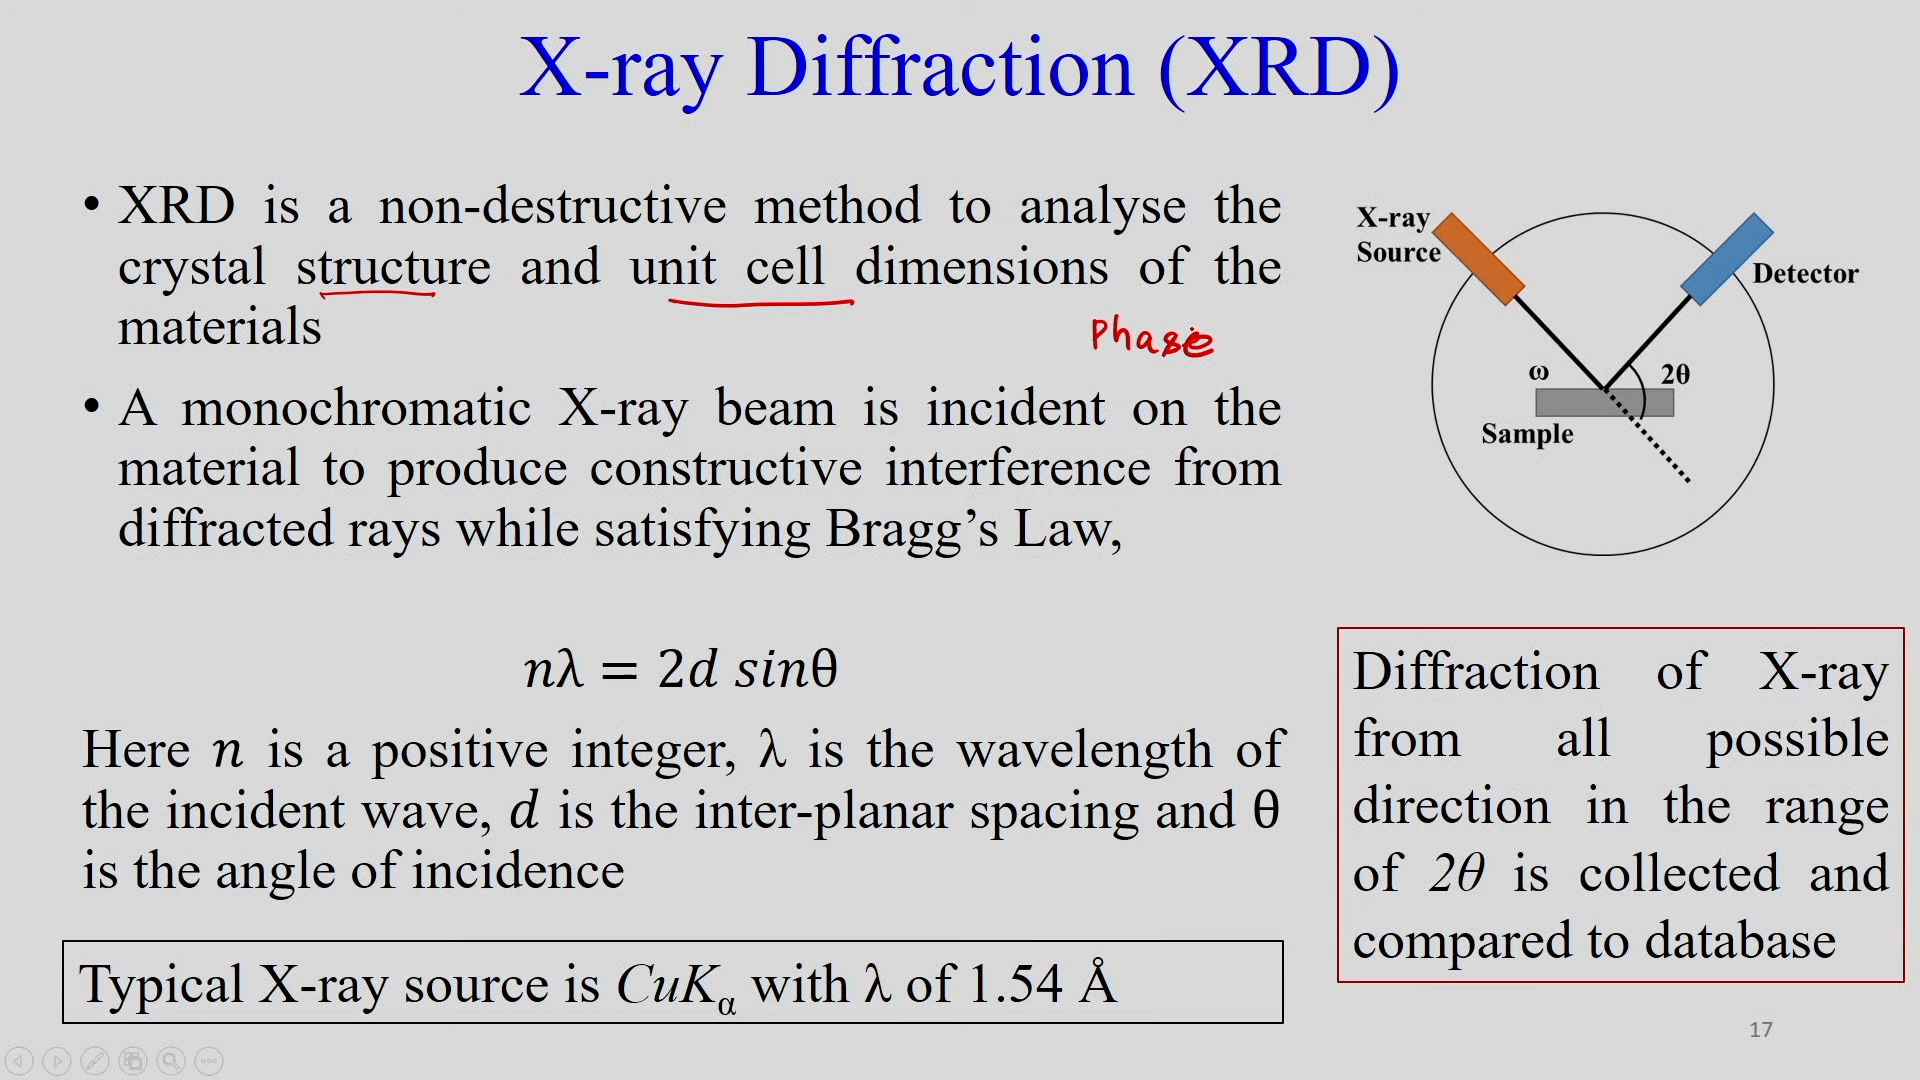 X-ray Diffraction (XRD)
• XRD is a non-destructive method to analyse the
crystal structure and unit cell dimensions of the
materials
Phase
• A monochromatic X-ray beam is incident on the
material to produce constructive interference from
diffracted rays while satisfying Bragg’s Law,
nλ = 2d sinθ
Here n is a positive integer, λ is the wavelength of
the incident wave, d is the inter-planar spacing and θ
is the angle of incidence
Typical X-ray source is CuKα with λ of 1.54 Å
X-ray
Source
Detector
ω
2θ
Sample
Diffraction of X-ray
from all possible
direction in the range
of 2θ is collected and
compared to database
17